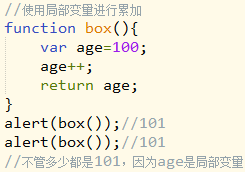 //使用局部变量进行累加
function box(){
    var age=100;
    age++;
    return age;
}
alert(box());//101
alert(box());//101
//不管多少都是101，因为age是局部变量